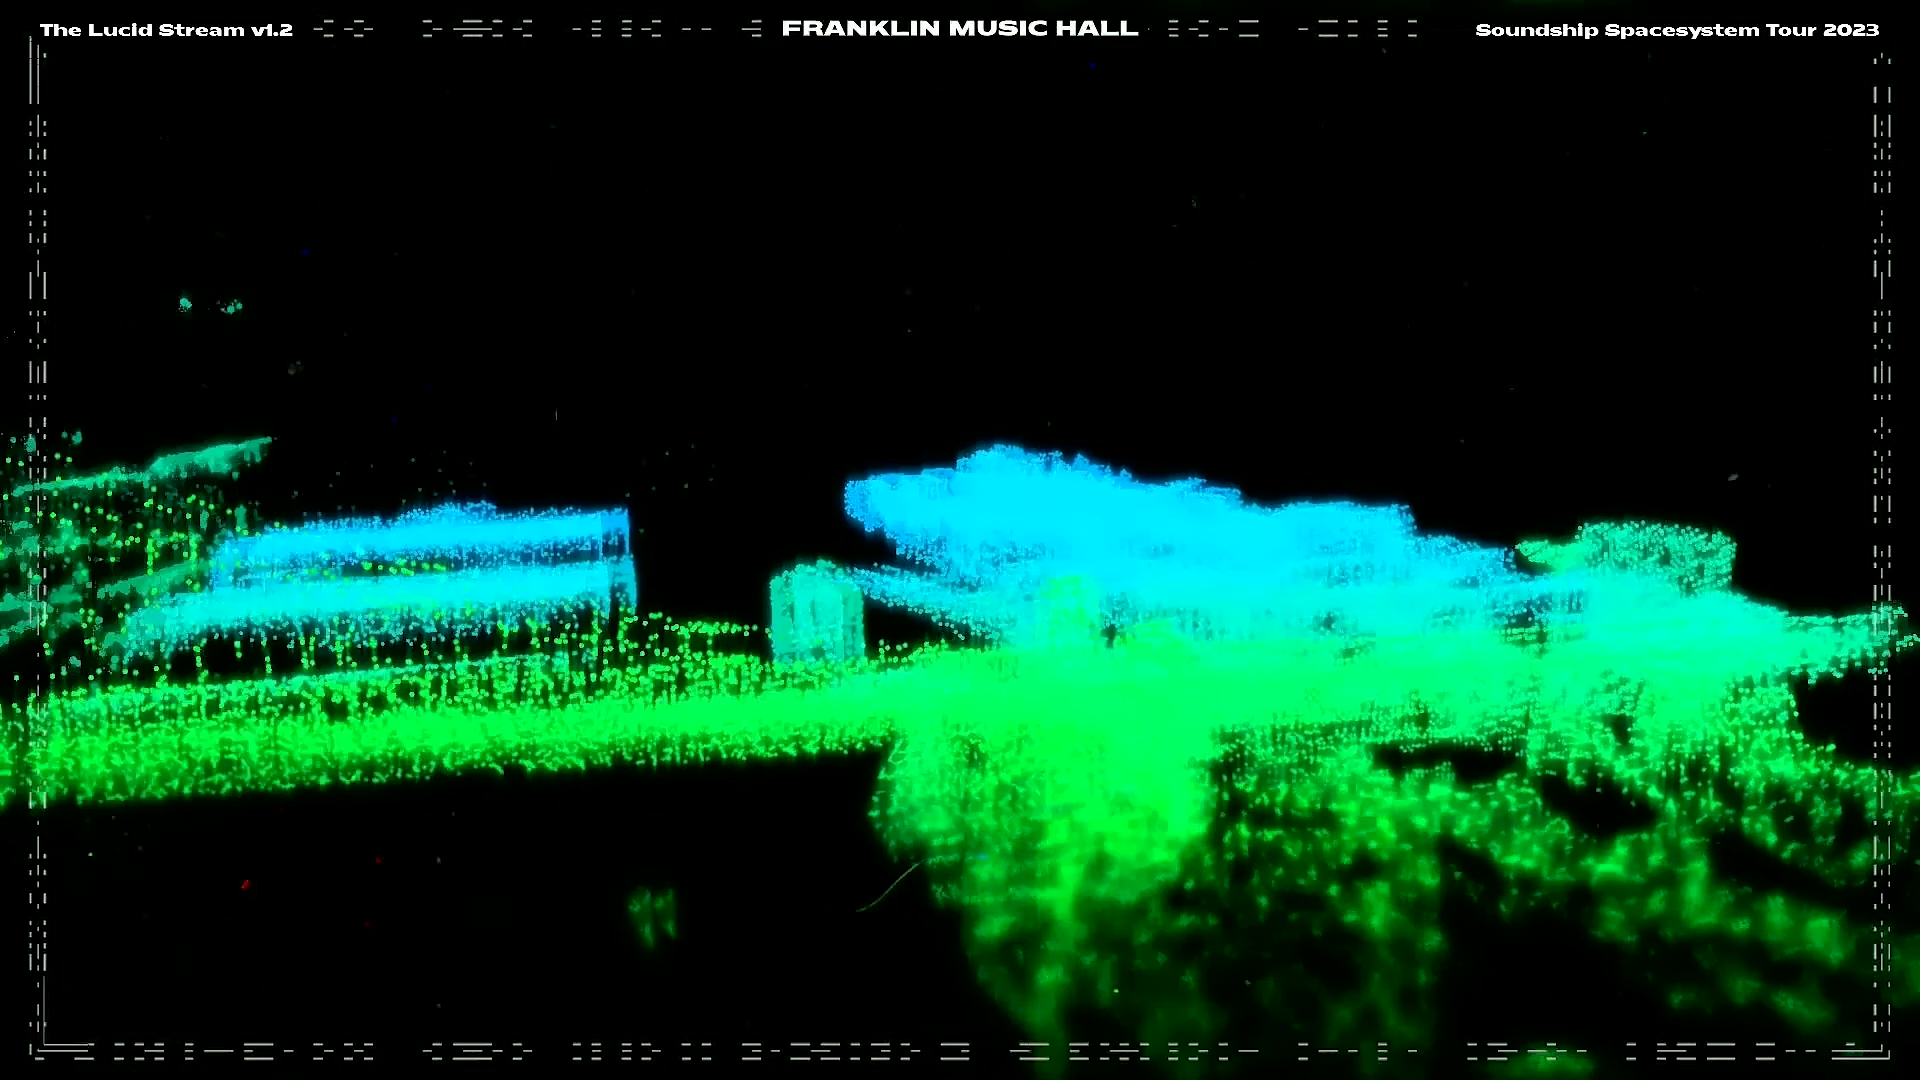 The Lucid Stream v1.2
FRANKLIN MUSIC HALL
Soundship Spacesystem Tour 2023